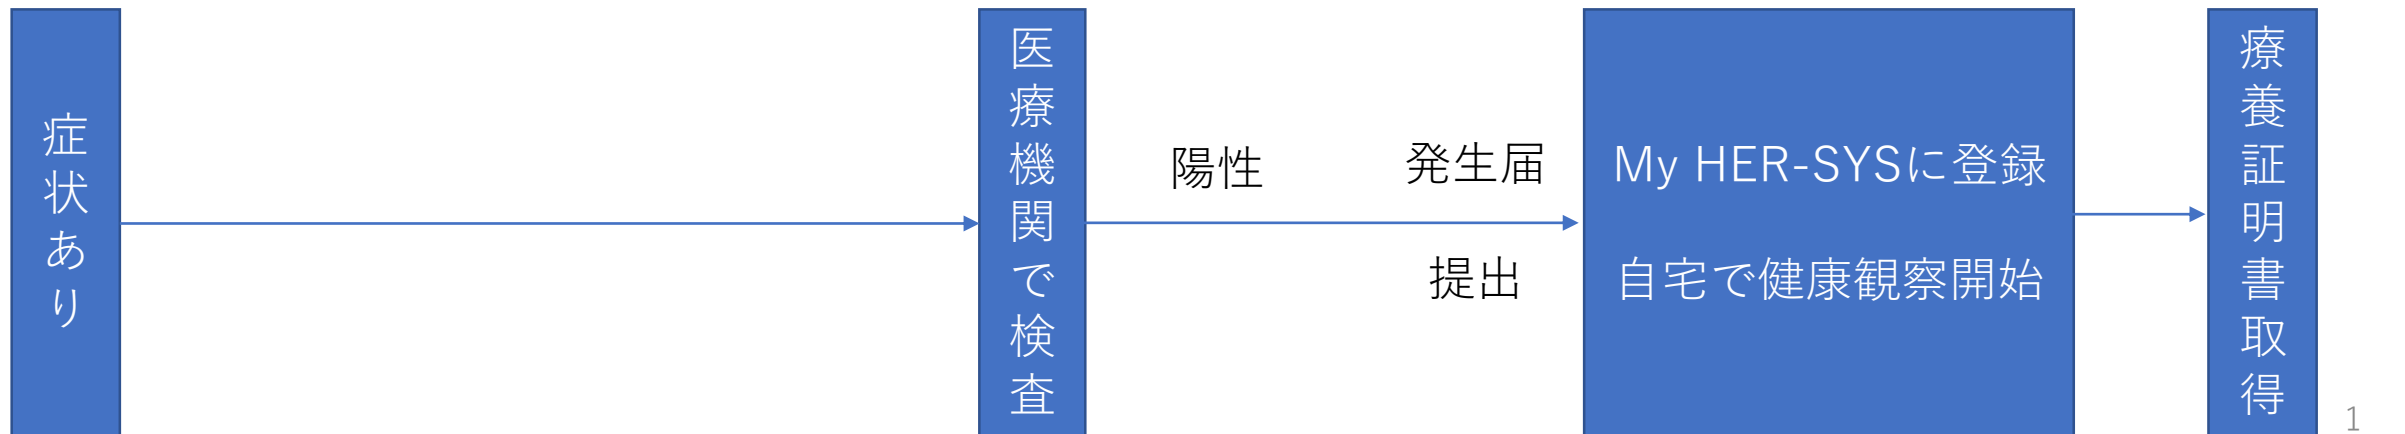 症状あり
医療機関で検査
陽性
発生届
提出
My HER-SYSに登録
自宅で健康観察開始
療養証明書取得
1